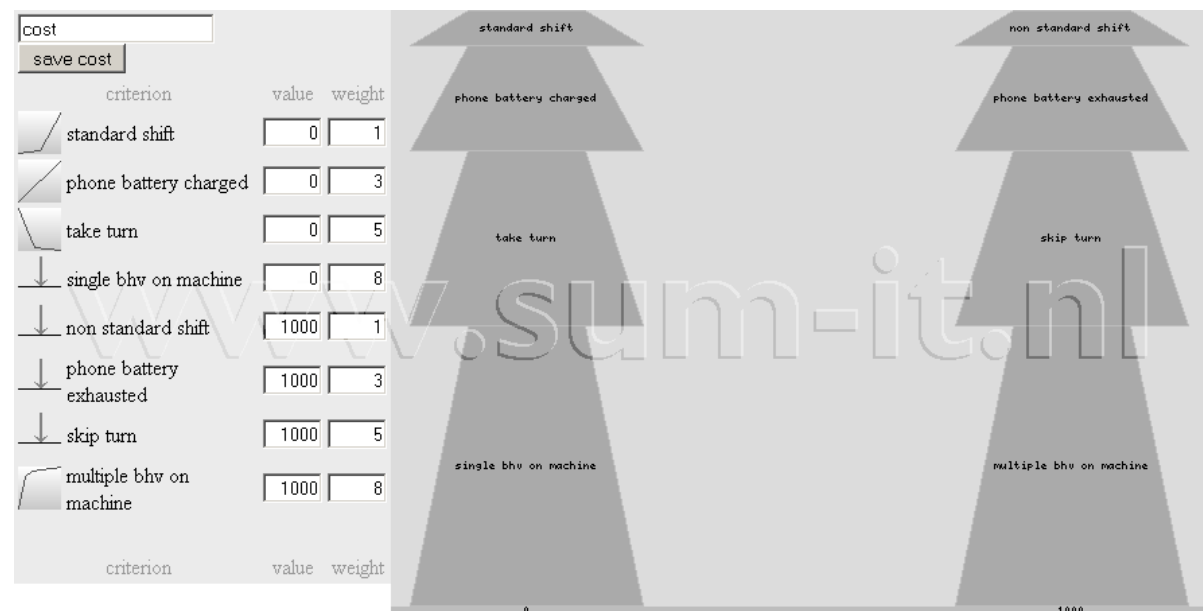 cost
save cost
criterion value weight
standard shift 0 1
phone battery charged 0 3
take turn 0 5
single bhv on machine 0 8
non standard shift 1000 1
phone battery
exhausted 1000 3
skip turn 1000 5
multiple bhv on
machine 1000 8
criterion value weight
standard shift
non standard shift
phone battery charged
phone battery exhausted
take turn
skip turn
single bhv on machine
multiple bhv on machine
0
1000
www.sum-it.nl